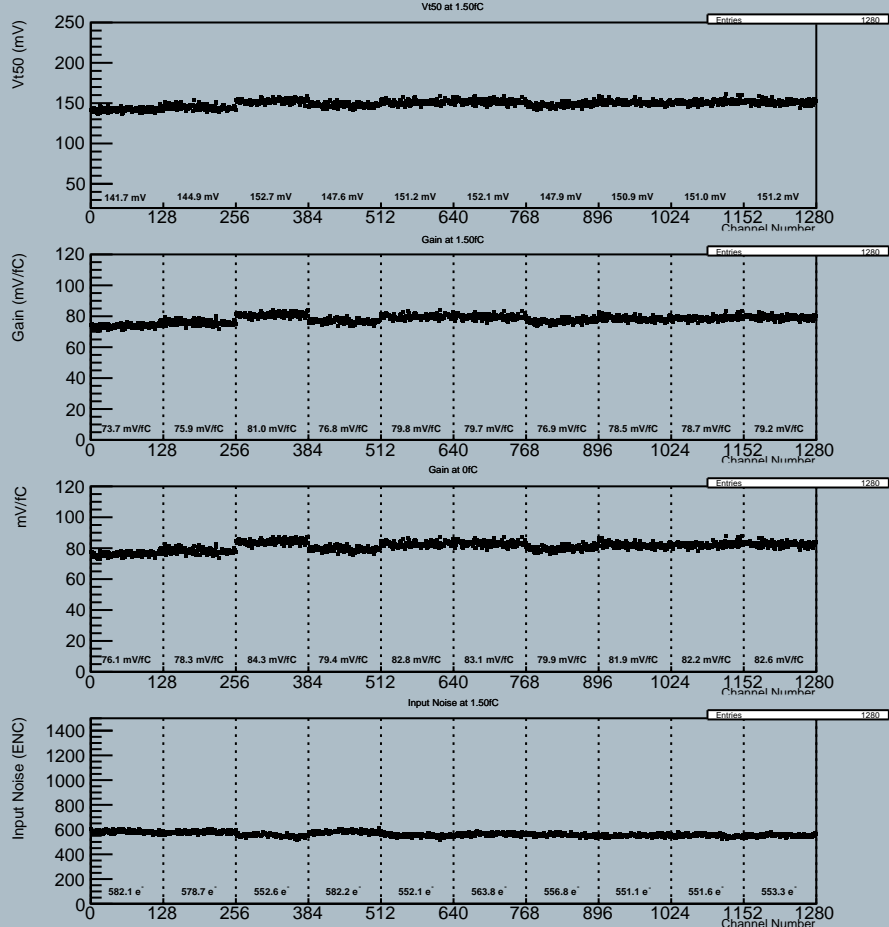 Vt50 at 1.50fC
Entries 1280
Vt50 (mV)
250
200
150
100
50
141.7 mV 144.9 mV 152.7 mV 147.6 mV 151.2 mV 152.1 mV 147.9 mV 150.9 mV 151.0 mV 151.2 mV
0 128 256 384 512 640 768 896 1024 1152 1280
Channel Number
Gain at 1.50fC
Entries 1280
Gain (mV/fC)
120
100
80
60
40
20
0
73.7 mV/fC 75.9 mV/fC 81.0 mV/fC 76.8 mV/fC 79.8 mV/fC 79.7 mV/fC 76.9 mV/fC 78.5 mV/fC 78.7 mV/fC 79.2 mV/fC
0 128 256 384 512 640 768 896 1024 1152 1280
Channel Number
Gain at 0fC
Entries 1280
mV/fC
120
100
80
60
40
20
0
76.1 mV/fC 78.3 mV/fC 84.3 mV/fC 79.4 mV/fC 82.8 mV/fC 83.1 mV/fC 79.9 mV/fC 81.9 mV/fC 82.2 mV/fC 82.6 mV/fC
0 128 256 384 512 640 768 896 1024 1152 1280
Channel Number
Input Noise at 1.50fC
Entries 1280
Input Noise (ENC)
1400
1200
1000
800
600
400
200
0
582.1 e⁻ 578.7 e⁻ 552.6 e⁻ 582.2 e⁻ 552.1 e⁻ 563.8 e⁻ 556.8 e⁻ 551.1 e⁻ 551.6 e⁻ 553.3 e⁻
0 128 256 384 512 640 768 896 1024 1152 1280
Channel Number